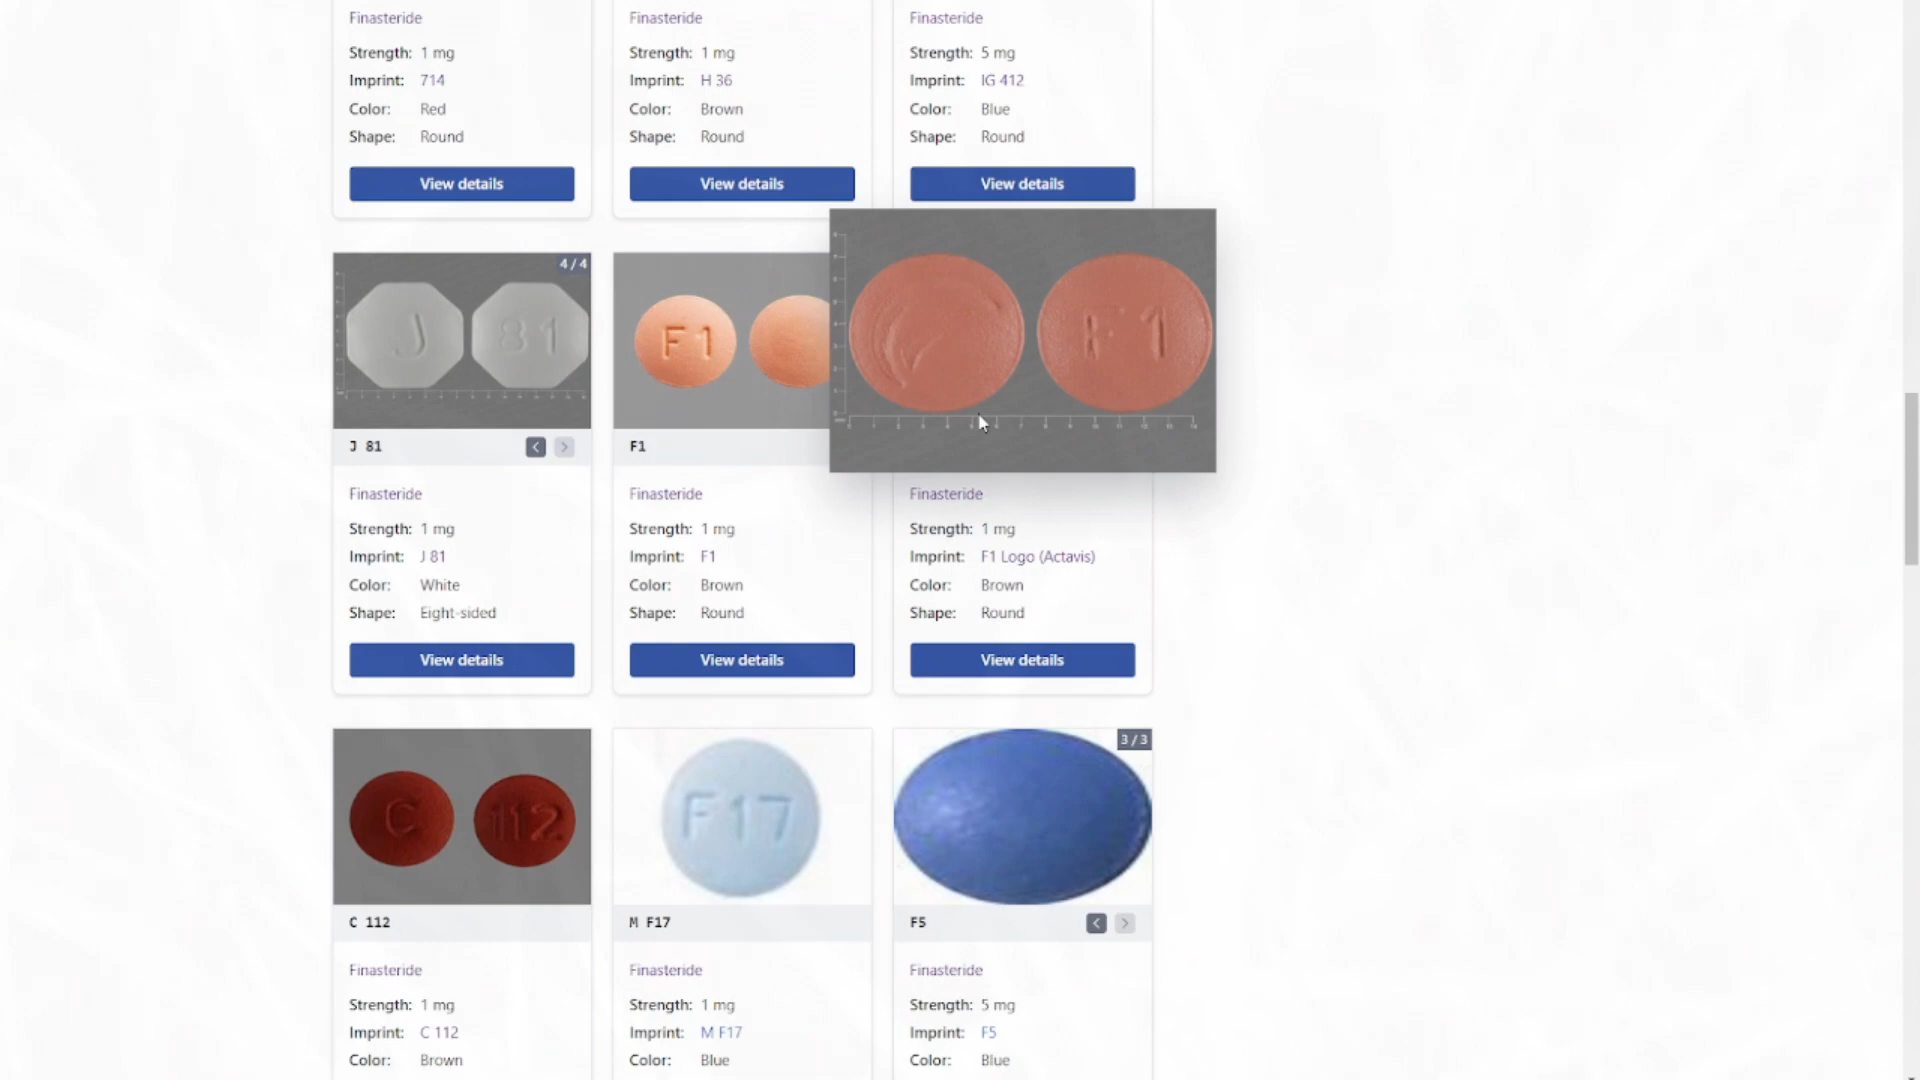 Finasteride
Strength: 1 mg
Imprint: 714
Color: Red
Shape: Round
View details
Finasteride
Strength: 1 mg
Imprint: H 36
Color: Brown
Shape: Round
View details
Finasteride
Strength: 5 mg
Imprint: IG 412
Color: Blue
Shape: Round
View details
4 / 4
J 81
J 81
Finasteride
Strength: 1 mg
Imprint: J 81
Color: White
Shape: Eight-sided
View details
F1
F1
Finasteride
Strength: 1 mg
Imprint: F1
Color: Brown
Shape: Round
View details
F1
Finasteride
Strength: 1 mg
Imprint: F1 Logo (Actavis)
Color: Brown
Shape: Round
View details
C 112
C 112
Finasteride
Strength: 1 mg
Imprint: C 112
Color: Brown
F17
M F17
Finasteride
Strength: 1 mg
Imprint: M F17
Color: Blue
3 / 3
F5
Finasteride
Strength: 5 mg
Imprint: F5
Color: Blue